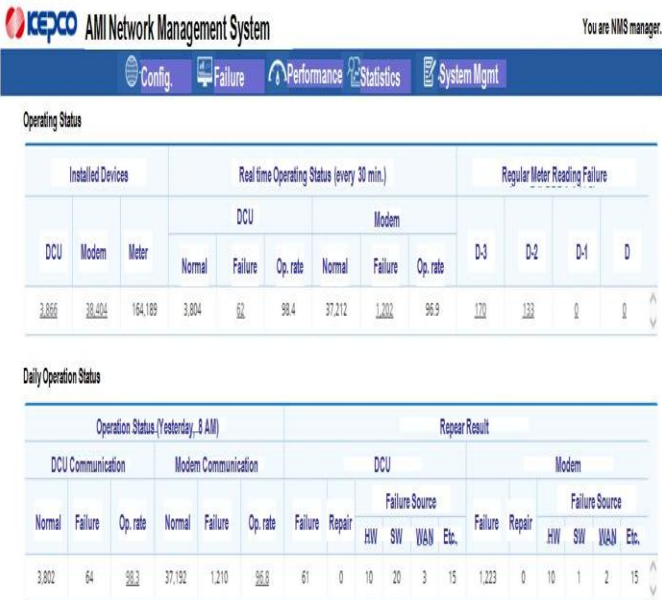 KEPCO AMI Network Management System
You are NMS manager.
Config. Failure Performance Statistics System Mgmt
Operating Status
Installed Devices Real time Operating Status (every 30 min.) Regular Meter Reading Failure
DCU Modem
DCU Modem Meter Normal Failure Op. rate Normal Failure Op. rate D-3 D-2 D-1 D
3,866 38,404 164,189 3,804 62 98.4 37,212 1,202 96.9 170 133 0 0
Daily Operation Status
Operation Status (Yesterday, 8 AM) Repear Result
DCU Communication Modem Communication DCU Modem
Normal Failure Op. rate Normal Failure Op. rate Failure Repair Failure Source Failure Repair Failure Source
HW SW WAN Etc. HW SW WAN Etc.
3,802 64 98.3 37,192 1,210 96.8 61 0 10 20 3 15 1,223 0 10 1 2 15